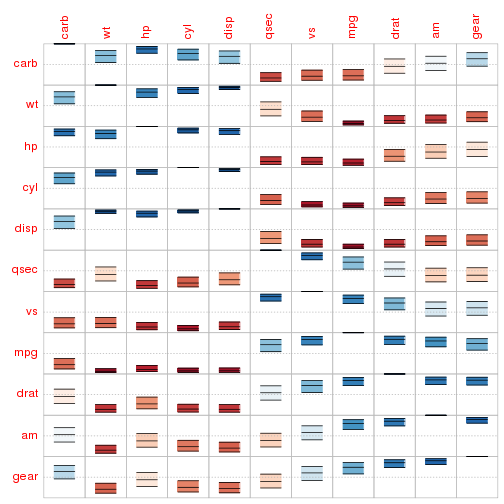 carb wt hp cyl disp qsec vs mpg drat am gear
carb
wt
hp
cyl
disp
qsec
vs
mpg
drat
am
gear